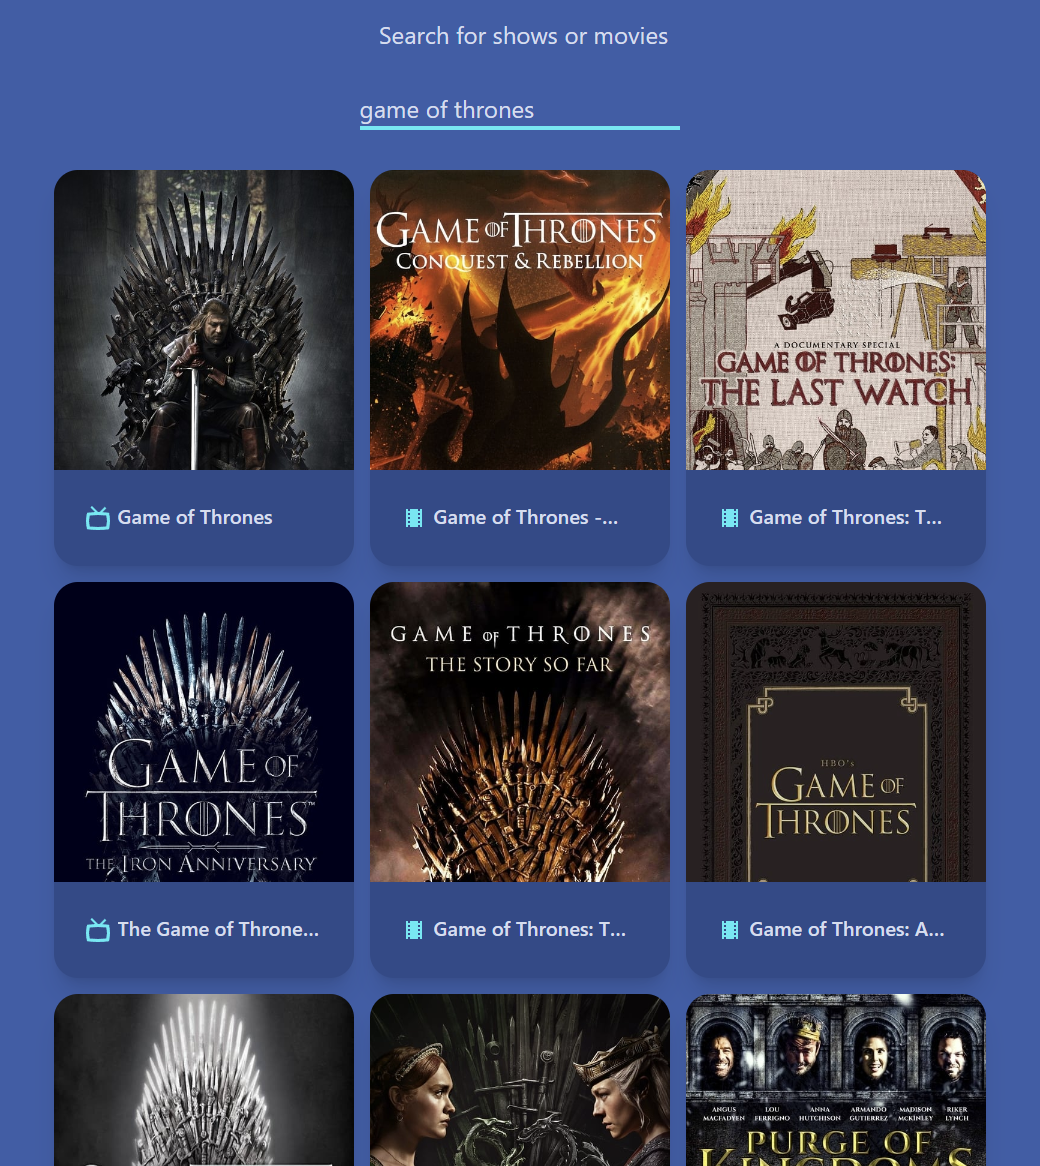 Search for shows or movies
game of thrones
GAME OF THRONES
CONQUEST & REBELLION
A DOCUMENTARY SPECIAL
GAME OF THRONES:
THE LAST WATCH
Game of Thrones
Game of Thrones -...
Game of Thrones: T...
GAME OF
THRONES™
THE IRON ANNIVERSARY
GAME OF THRONES
THE STORY SO FAR
HBO's
GAME OF
THRONES
The Game of Throne...
Game of Thrones: T...
Game of Thrones: A...
ANGUS MACFADYEN
LOU FERRIGNO
ANNA HUTCHISON
ARMANDO GUTIERREZ
MADISON MCKINLEY
RIKER LYNCH
PURGE OF
KINGDOMS